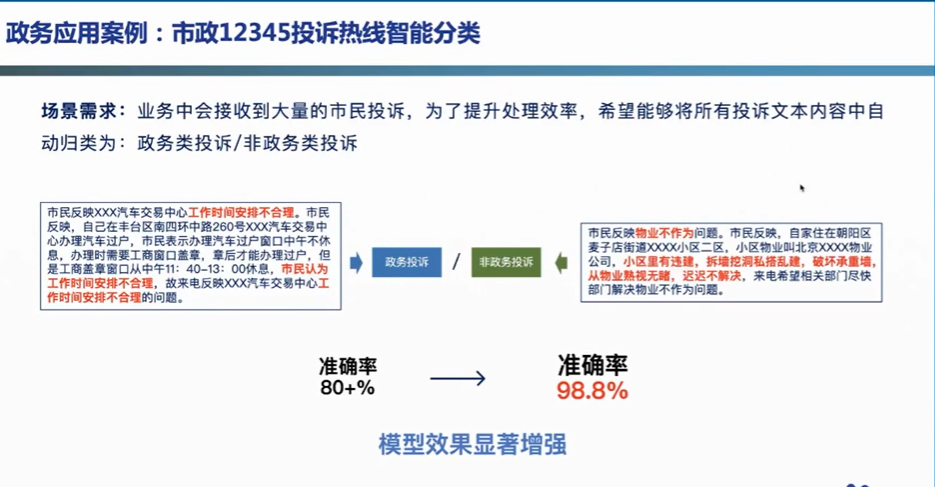 政务应用案例：市政12345投诉热线智能分类
场景需求：业务中会接收到大量的市民投诉，为了提升处理效率，希望能够将所有投诉文本内容中自
动归类为：政务类投诉/非政务类投诉
市民反映XXX汽车交易中心工作时间安排不合理。市民
反映，自己在丰台区南四环中路260号XXX汽车交易中
心办理汽车过户，市民表示办理汽车过户窗口中午不休
息，办理时需要工商窗口盖章，章后才能办理过户，但
是工商盖章窗口从中午11：40-13：00休息，市民认为
工作时间安排不合理，故来电反映XXX汽车交易中心工
作时间安排不合理的问题。
政务投诉
/
非政务投诉
市民反映物业不作为问题。市民反映，自家住在朝阳区
麦子店街道XXXX小区二区，小区物业叫北京XXXX物业
公司，小区里有违建，拆墙挖洞私搭乱建，破坏承重墙，
从物业熟视无睹，迟迟不解决，来电希望相关部门尽快
部门解决物业不作为问题。
准确率
80+%
准确率
98.8%
模型效果显著增强